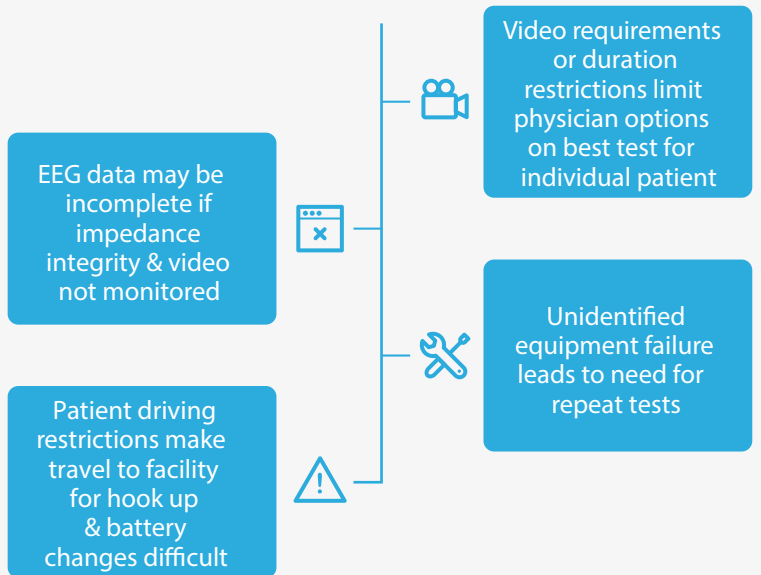 Video requirements
or duration
restrictions limit
physician options
on best test for
individual patient
EEG data may be
incomplete if
impedance
integrity & video
not monitored
Unidentified
equipment failure
leads to need for
repeat tests
Patient driving
restrictions make
travel to facility
for hook up
& battery
changes difficult